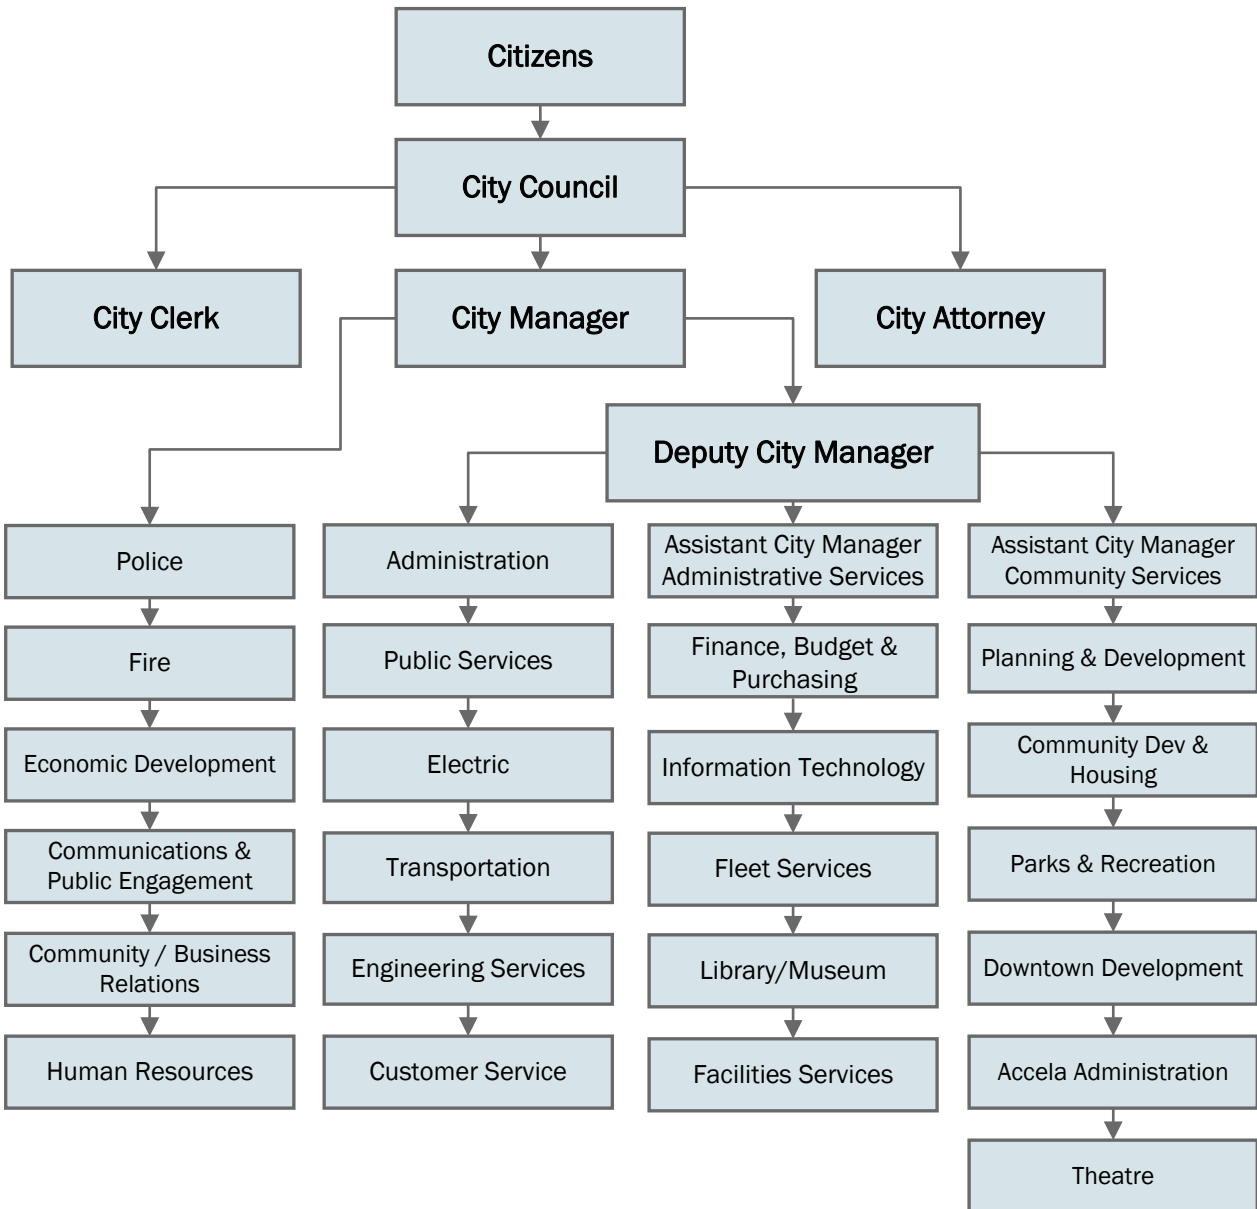 Citizens
City Council
City Clerk
City Manager
City Attorney
Deputy City Manager
Police
Fire
Economic Development
Communications &
Public Engagement
Community / Business
Relations
Human Resources
Administration
Public Services
Electric
Transportation
Engineering Services
Customer Service
Assistant City Manager
Administrative Services
Finance, Budget &
Purchasing
Information Technology
Fleet Services
Library/Museum
Facilities Services
Assistant City Manager
Community Services
Planning & Development
Community Dev &
Housing
Parks & Recreation
Downtown Development
Accela Administration
Theatre